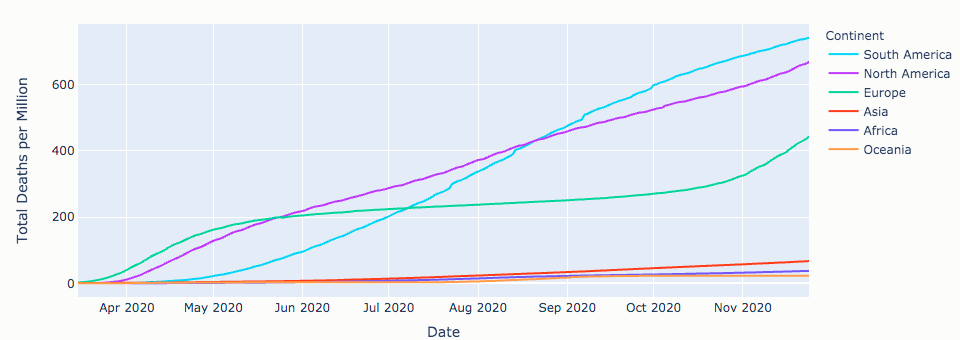 Total Deaths per Million
600
400
200
0
Apr 2020
May 2020
Jun 2020
Jul 2020
Aug 2020
Sep 2020
Oct 2020
Nov 2020
Date
Continent
South America
North America
Europe
Asia
Africa
Oceania